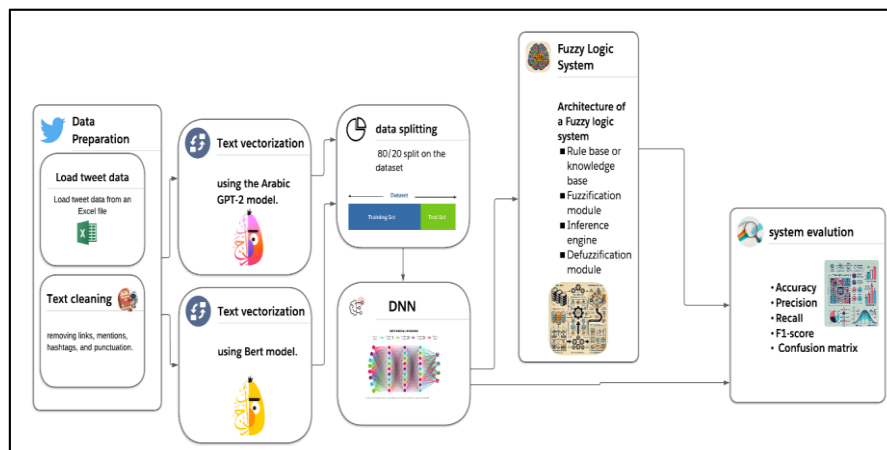 Data
Preparation
Load tweet data
Load tweet data from an
Excel file
Text cleaning
removing links, mentions,
hashtags, and punctuation.
Text vectorization
using the Arabic
GPT-2 model.
Text vectorization
using Bert model.
data splitting
80/20 split on the
dataset
Dataset
Training Set
Test Set
DNN
Fuzzy Logic
System
Architecture of
a Fuzzy logic
system
■ Rule base or
knowledge
base
■ Fuzzification
module
■ Inference
engine
■ Defuzzification
module
system evalution
• Accuracy
• Precision
• Recall
• F1-score
• Confusion matrix